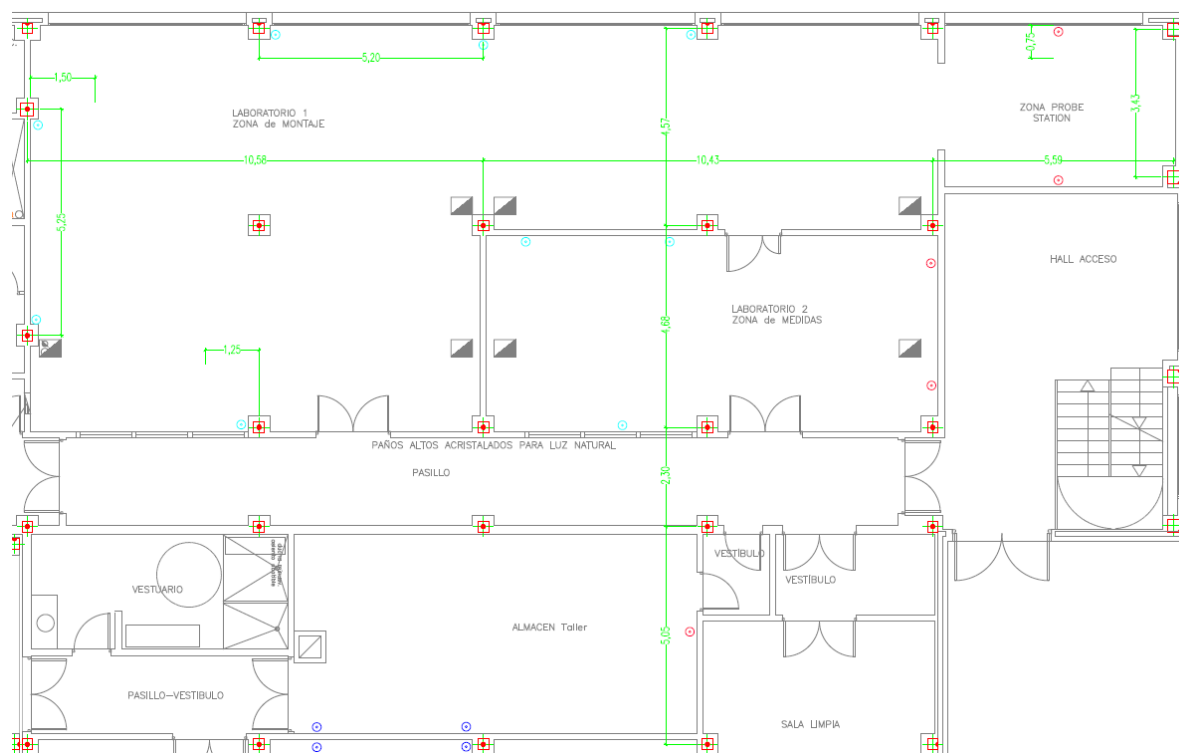 5,20
0,75
1,50
LABORATORIO 1
ZONA de MONTAJE
ZONA PROBE
STATION
3,43
4,57
10,58
10,43
5,59
5,25
HALL ACCESO
LABORATORIO 2
ZONA de MEDIDAS
4,68
1,25
PAÑOS ALTOS ACRISTALADOS PARA LUZ NATURAL
PASILLO
2,30
VESTÍBULO
VESTÍBULO
VESTUARIO
ALMACEN Taller
5,05
PASILLO-VESTIBULO
SALA LIMPIA